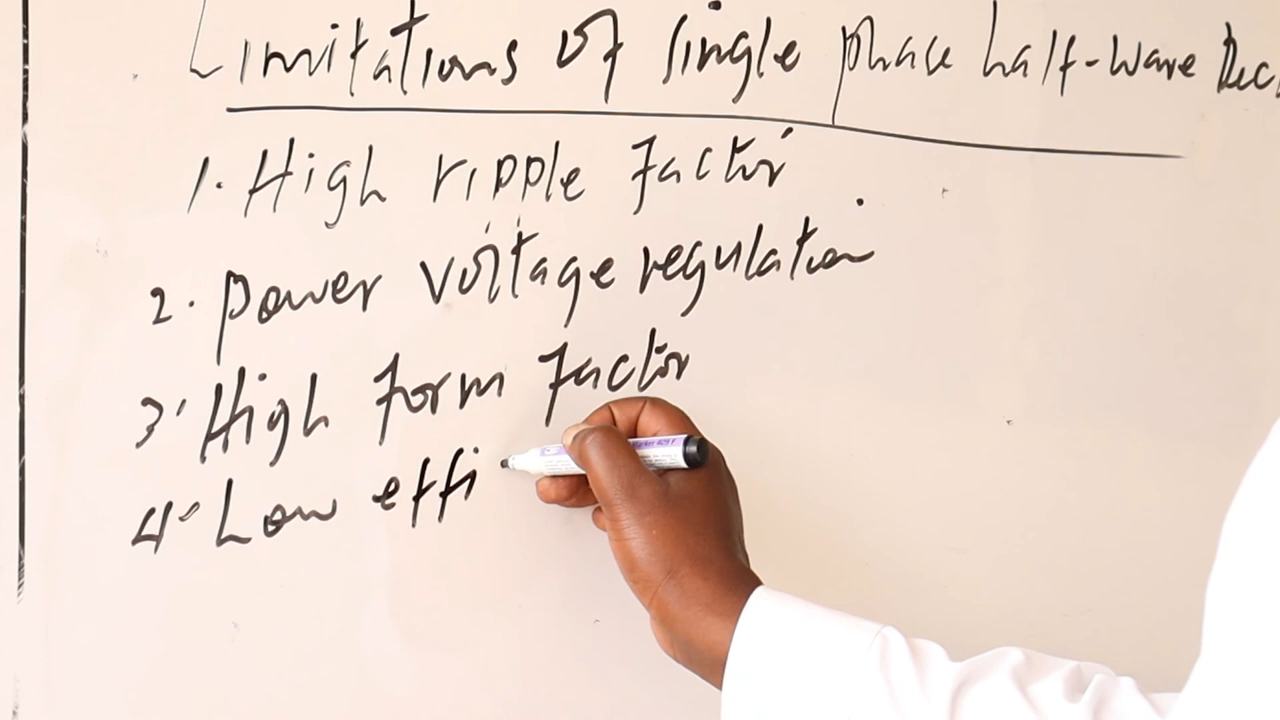 Limitations of single phase half-wave Rec
1. High ripple factor
2. power voltage regulation
3. High form factor
4. Low effi